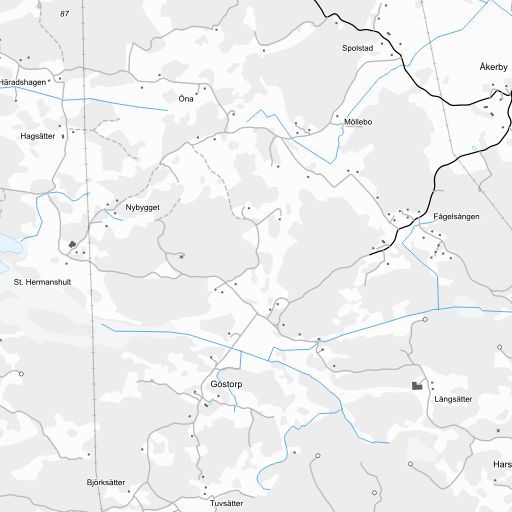 87
Spolstad
Åkerby
Häradshagen
Öna
Möllebo
Hagsätter
Nybygget
Fågelsången
St. Hermanshult
Göstorp
Långsätter
Hars
Björksätter
Tuvsätter